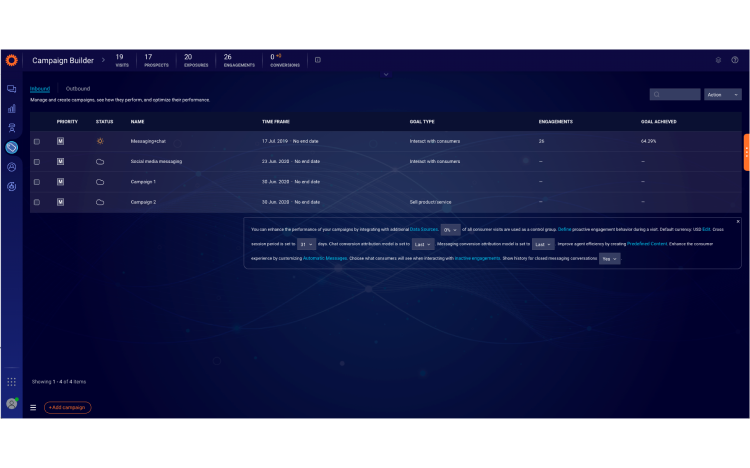 Campaign Builder > 19 17 20 26 0 +0
VISITS PROSPECTS EXPOSURES ENGAGEMENTS CONVERSIONS
Inbound Outbound
Manage and create campaigns, see how they perform, and optimize their performance.
Action
PRIORITY STATUS NAME TIME FRAME GOAL TYPE ENGAGEMENTS GOAL ACHIEVED
M Messaging+chat 17 Jul. 2019 - No end date Interact with consumers 26 64.29%
M Social media messaging 23 Jun. 2020 - No end date Interact with consumers – –
M Campaign 1 30 Jun. 2020 - No end date – –
M Campaign 2 30 Jun. 2020 - No end date Sell product/service – –
You can enhance the performance of your campaigns by integrating with additional Data Sources. 0% of all consumer visits are used as a control group. Define proactive engagement behavior during a visit. Default currency: USD Edit. Cross
session period is set to 31 days. Chat conversion attribution model is set to Last Messaging conversion attribution model is set to Last Improve agent efficiency by creating Predefined Content. Enhance the consumer
experience by customizing Automatic Messages. Choose what consumers will see when interacting with inactive engagements. Show history for closed messaging conversations Yes
Showing 1 - 4 of 4 items
+Add campaign